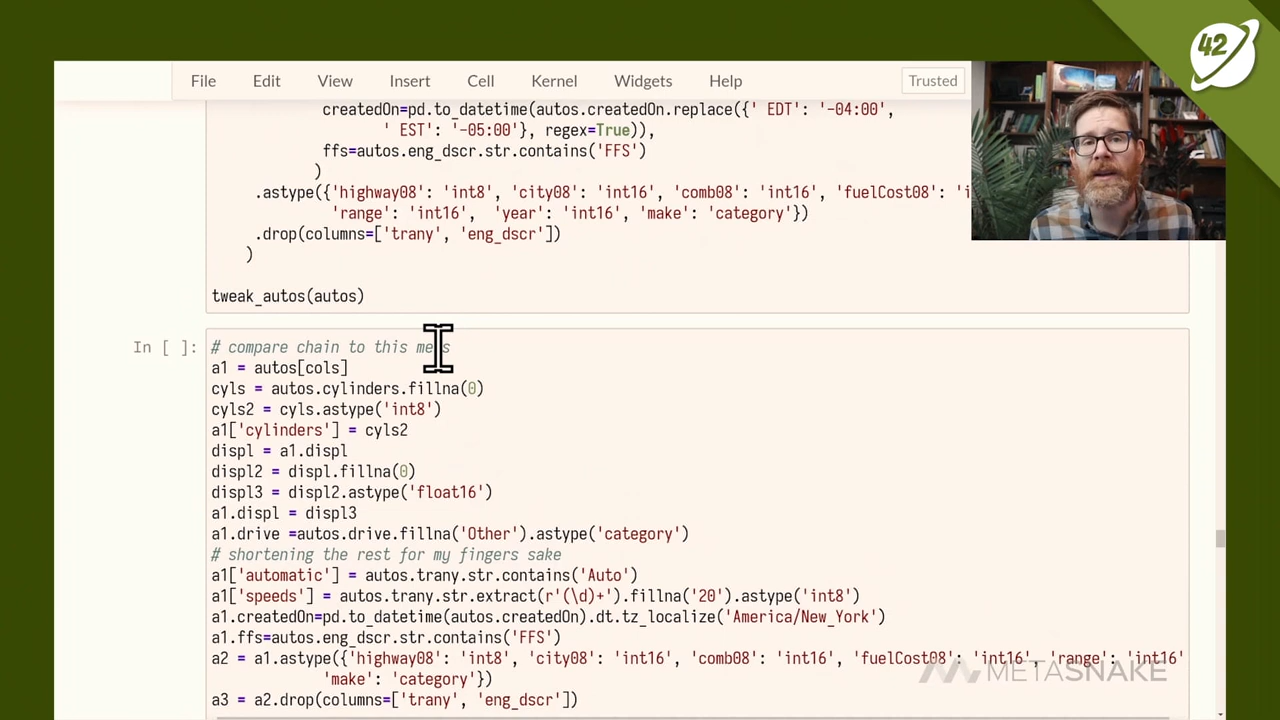 42
File Edit View Insert Cell Kernel Widgets Help Trusted
createdOn=pd.to_datetime(autos.createdOn.replace({' EDT': '-04:00',
' EST': '-05:00'}, regex=True)),
ffs=autos.eng_dscr.str.contains('FFS')
)
.astype({'highway08': 'int8', 'city08': 'int16', 'comb08': 'int16', 'fuelCost08': 'i
'range': 'int16', 'year': 'int16', 'make': 'category'})
.drop(columns=['trany', 'eng_dscr'])
)
tweak_autos(autos)
In [ ]:
# compare chain to this mess
a1 = autos[cols]
cyls = autos.cylinders.fillna(0)
cyls2 = cyls.astype('int8')
a1['cylinders'] = cyls2
displ = a1.displ
displ2 = displ.fillna(0)
displ3 = displ2.astype('float16')
a1.displ = displ3
a1.drive =autos.drive.fillna('Other').astype('category')
# shortening the rest for my fingers sake
a1['automatic'] = autos.trany.str.contains('Auto')
a1['speeds'] = autos.trany.str.extract(r'(\d)+').fillna('20').astype('int8')
a1.createdOn=pd.to_datetime(autos.createdOn).dt.tz_localize('America/New_York')
a1.ffs=autos.eng_dscr.str.contains('FFS')
a2 = a1.astype({'highway08': 'int8', 'city08': 'int16', 'comb08': 'int16', 'fuelCost08': 'int16', 'range': 'int16'
'make': 'category'})
a3 = a2.drop(columns=['trany', 'eng_dscr'])
METASNAKE